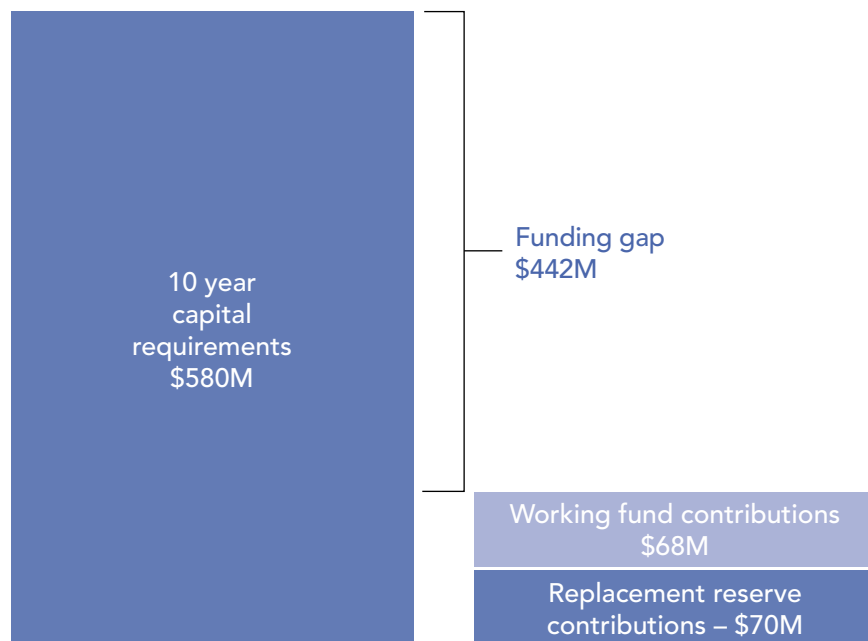 10 year
capital
requirements
$580M
Funding gap
$442M
Working fund contributions
$68M
Replacement reserve
contributions – $70M